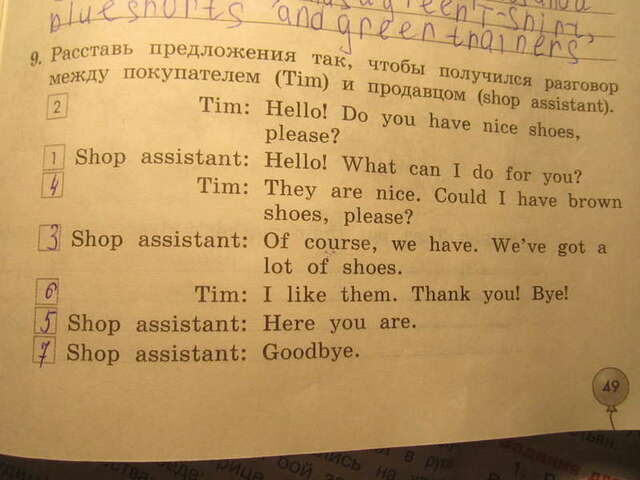 blue shorts and green trainers
9. Расставь предложения так, чтобы получился разговор
между покупателем (Tim) и продавцом (shop assistant).
2 Tim: Hello! Do you have nice shoes,
please?
1 Shop assistant: Hello! What can I do for you?
4 Tim: They are nice. Could I have brown
shoes, please?
3 Shop assistant: Of course, we have. We've got a
lot of shoes.
6 Tim: I like them. Thank you! Bye!
5 Shop assistant: Here you are.
7 Shop assistant: Goodbye.
49